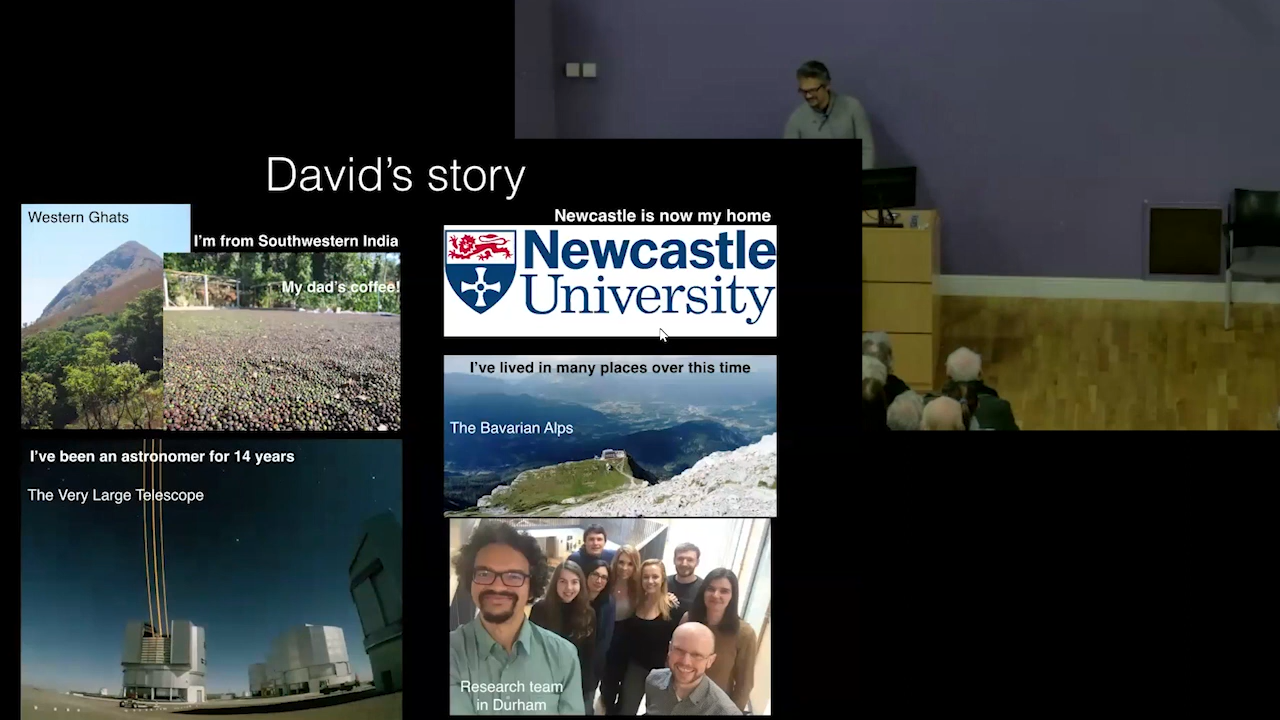 David's story
Western Ghats
I'm from Southwestern India
My dad's coffee!
I've been an astronomer for 14 years
The Very Large Telescope
Newcastle is now my home
Newcastle
University
I've lived in many places over this time
The Bavarian Alps
Research team
in Durham